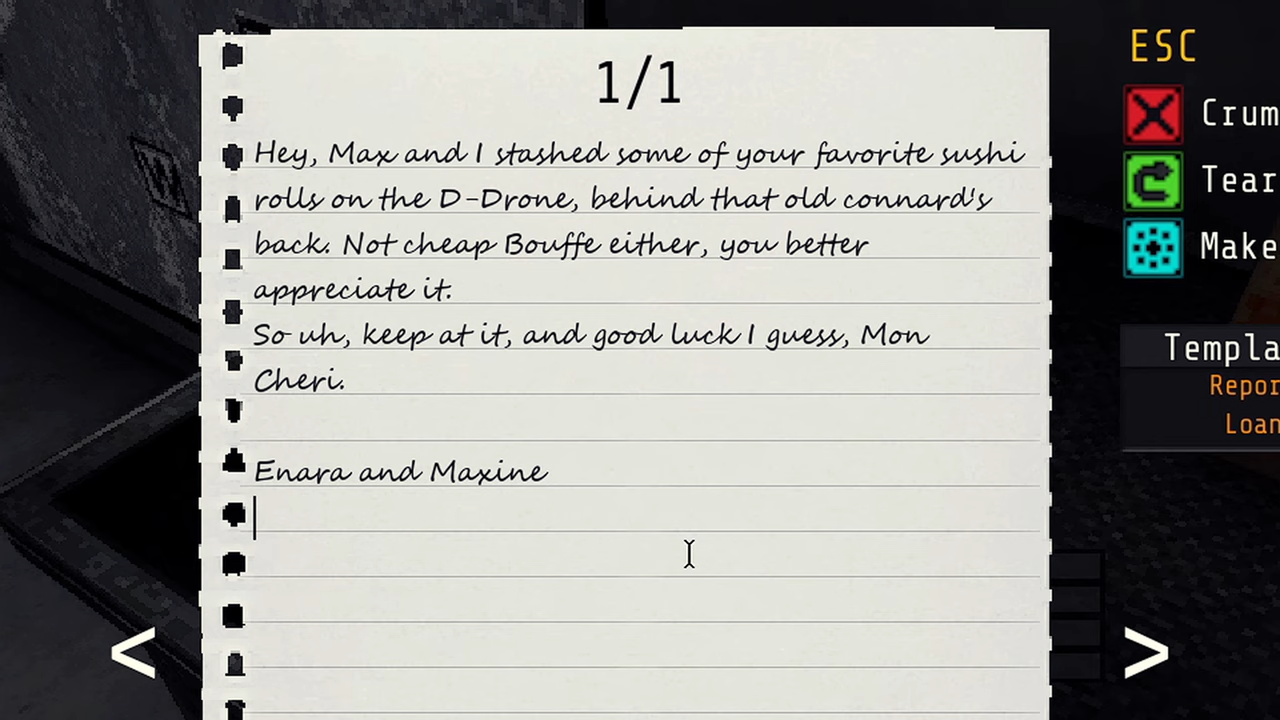 1/1
Hey, Max and I stashed some of your favorite sushi
rolls on the D-Drone, behind that old connard's
back. Not cheap Bouffe either, you better
appreciate it.
So uh, keep at it, and good luck I guess, Mon
Cheri.
Enara and Maxine
<
>
ESC
Crum
Tear
Make
Templa
Repor
Loan